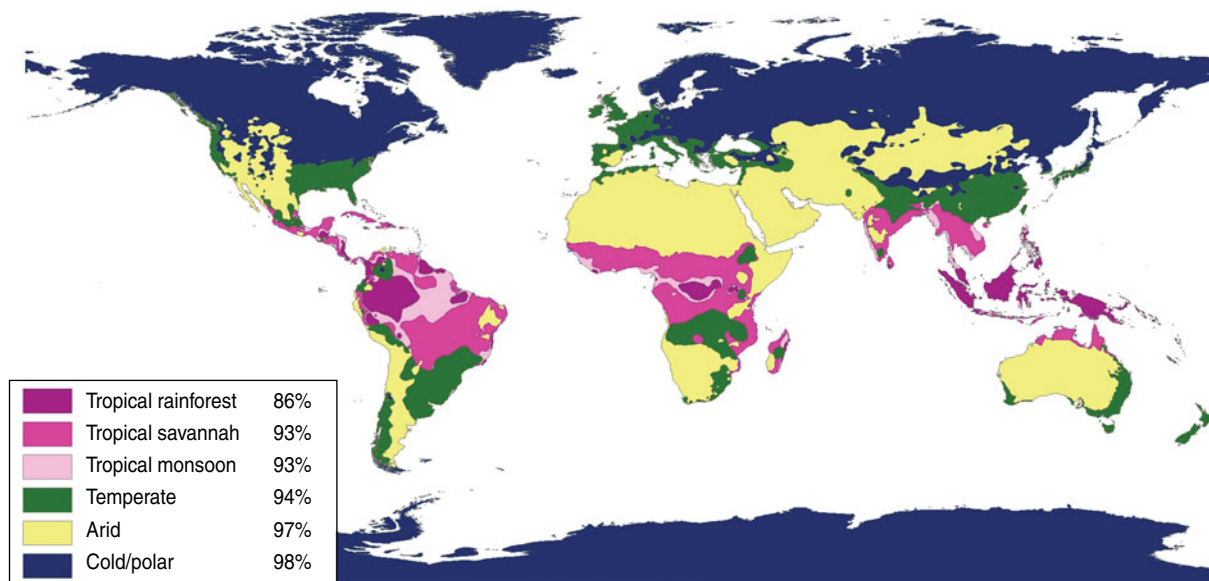 Tropical rainforest 86%
Tropical savannah 93%
Tropical monsoon 93%
Temperate 94%
Arid 97%
Cold/polar 98%